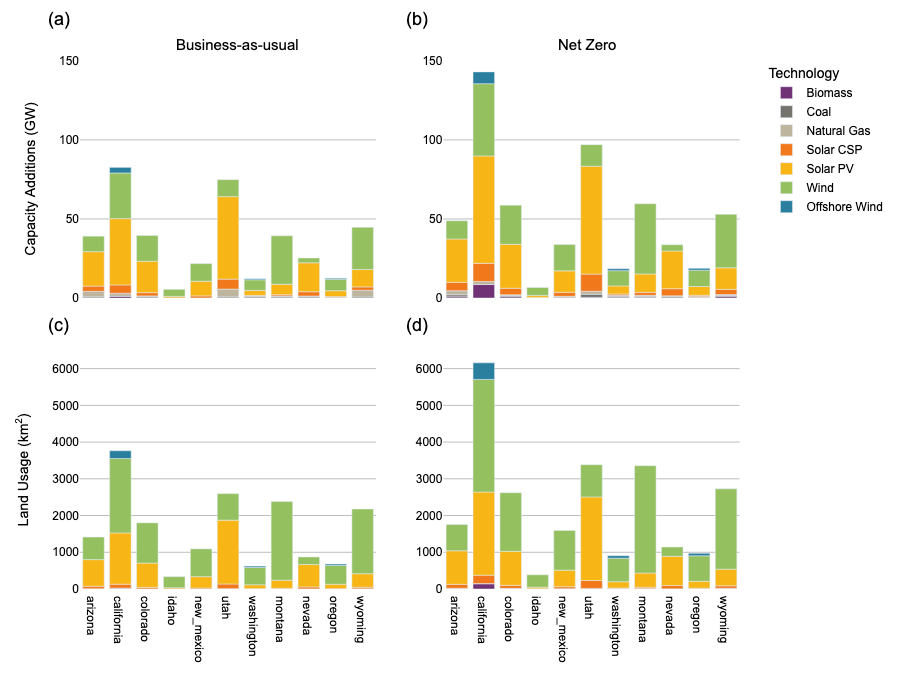 (a)
(b)
Business-as-usual
Net Zero
150
100
50
0
Capacity Additions (GW)
150
100
50
0
Technology
Biomass
Coal
Natural Gas
Solar CSP
Solar PV
Wind
Offshore Wind
(c)
(d)
6000
5000
4000
3000
2000
1000
0
Land Usage (km²)
6000
5000
4000
3000
2000
1000
0
arizona
california
colorado
idaho
new_mexico
utah
washington
montana
nevada
oregon
wyoming
arizona
california
colorado
idaho
new_mexico
utah
washington
montana
nevada
oregon
wyoming